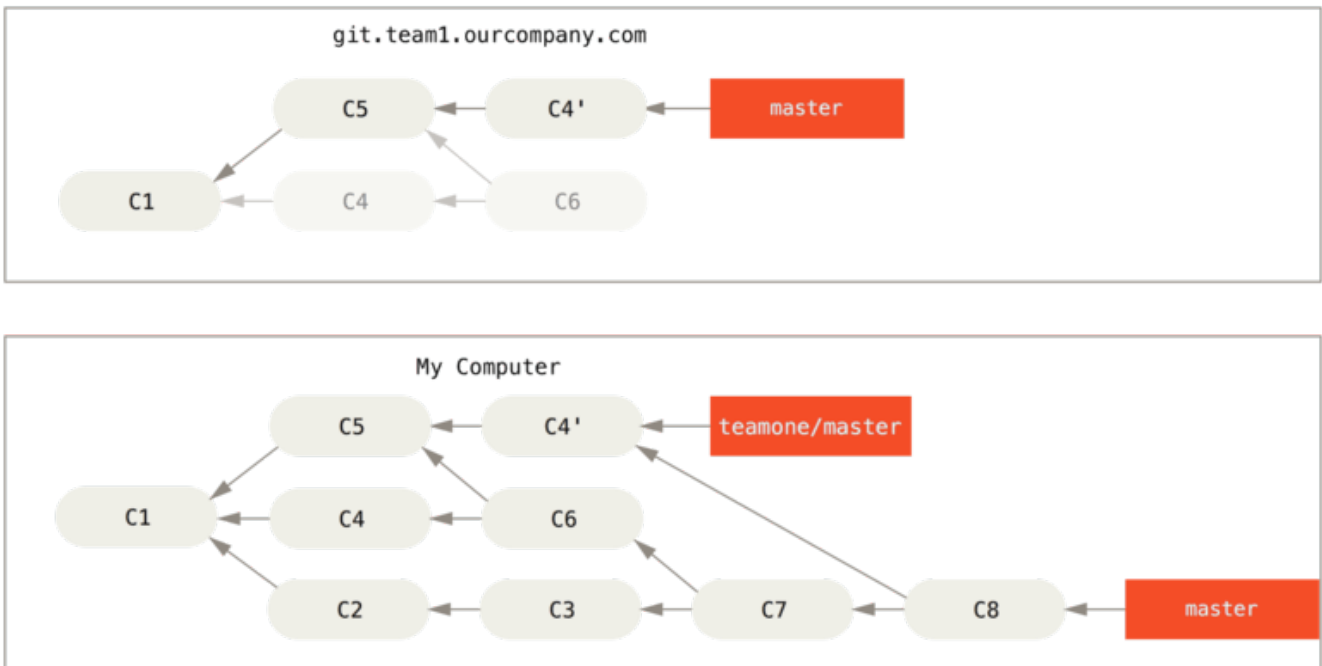 git.team1.ourcompany.com
C5 C4' master
C1 C4 C6
My Computer
C5 C4' teamone/master
C1 C4 C6
C2 C3 C7 C8 master